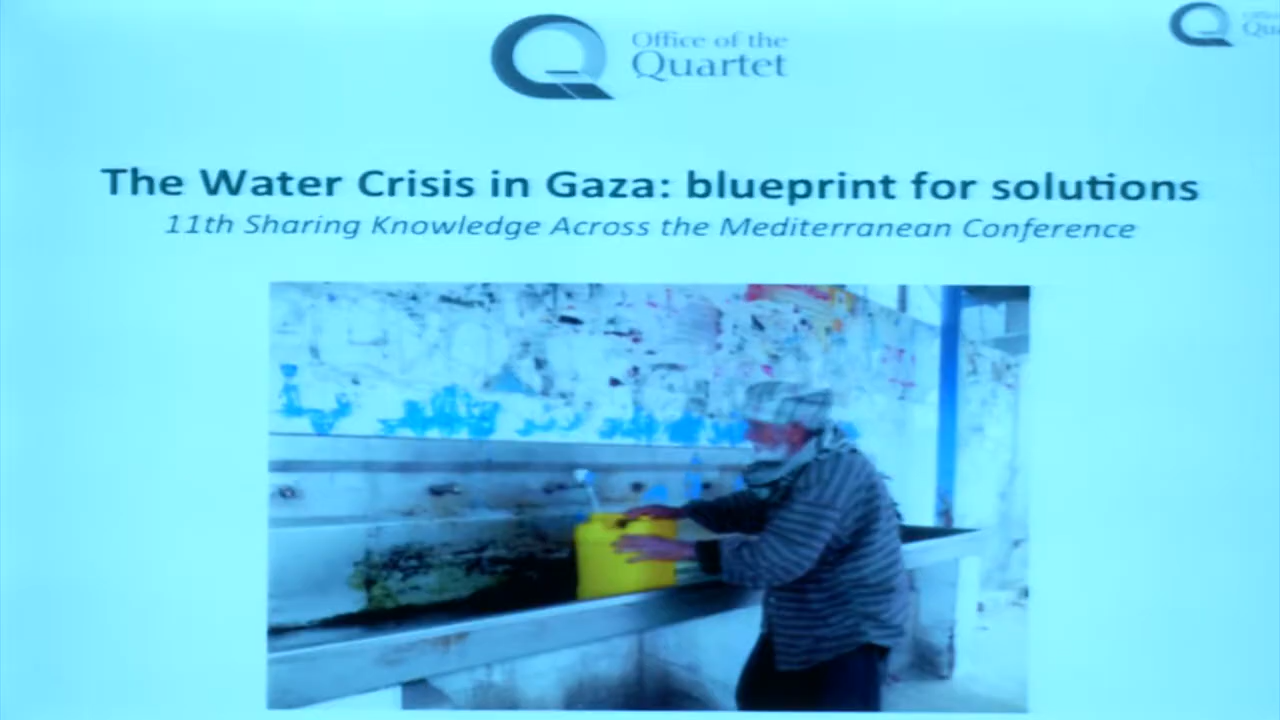 Office of the
Quartet
The Water Crisis in Gaza: blueprint for solutions
11th Sharing Knowledge Across the Mediterranean Conference